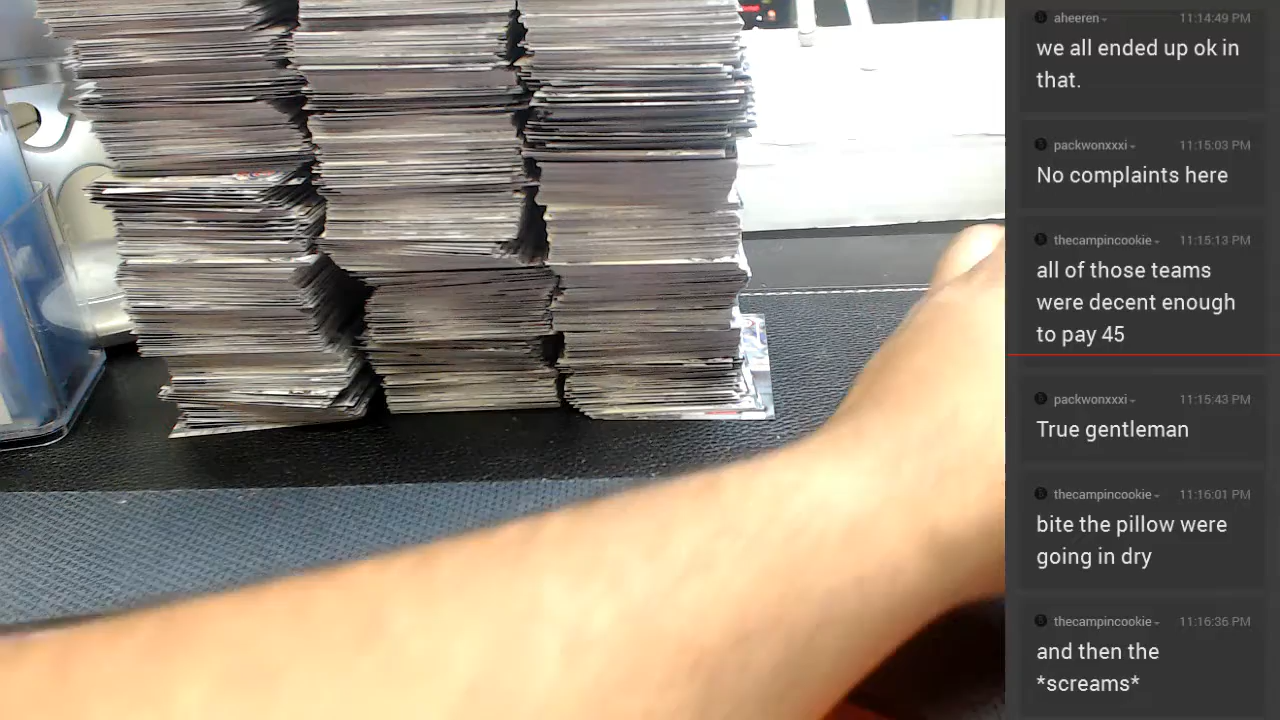 aheeren 11:14:49 PM
we all ended up ok in
that.
packwonxxxi 11:15:03 PM
No complaints here
thecampincookie 11:15:13 PM
all of those teams
were decent enough
to pay 45
packwonxxxi 11:15:43 PM
True gentleman
thecampincookie 11:16:01 PM
bite the pillow were
going in dry
thecampincookie 11:16:36 PM
and then the
*screams*